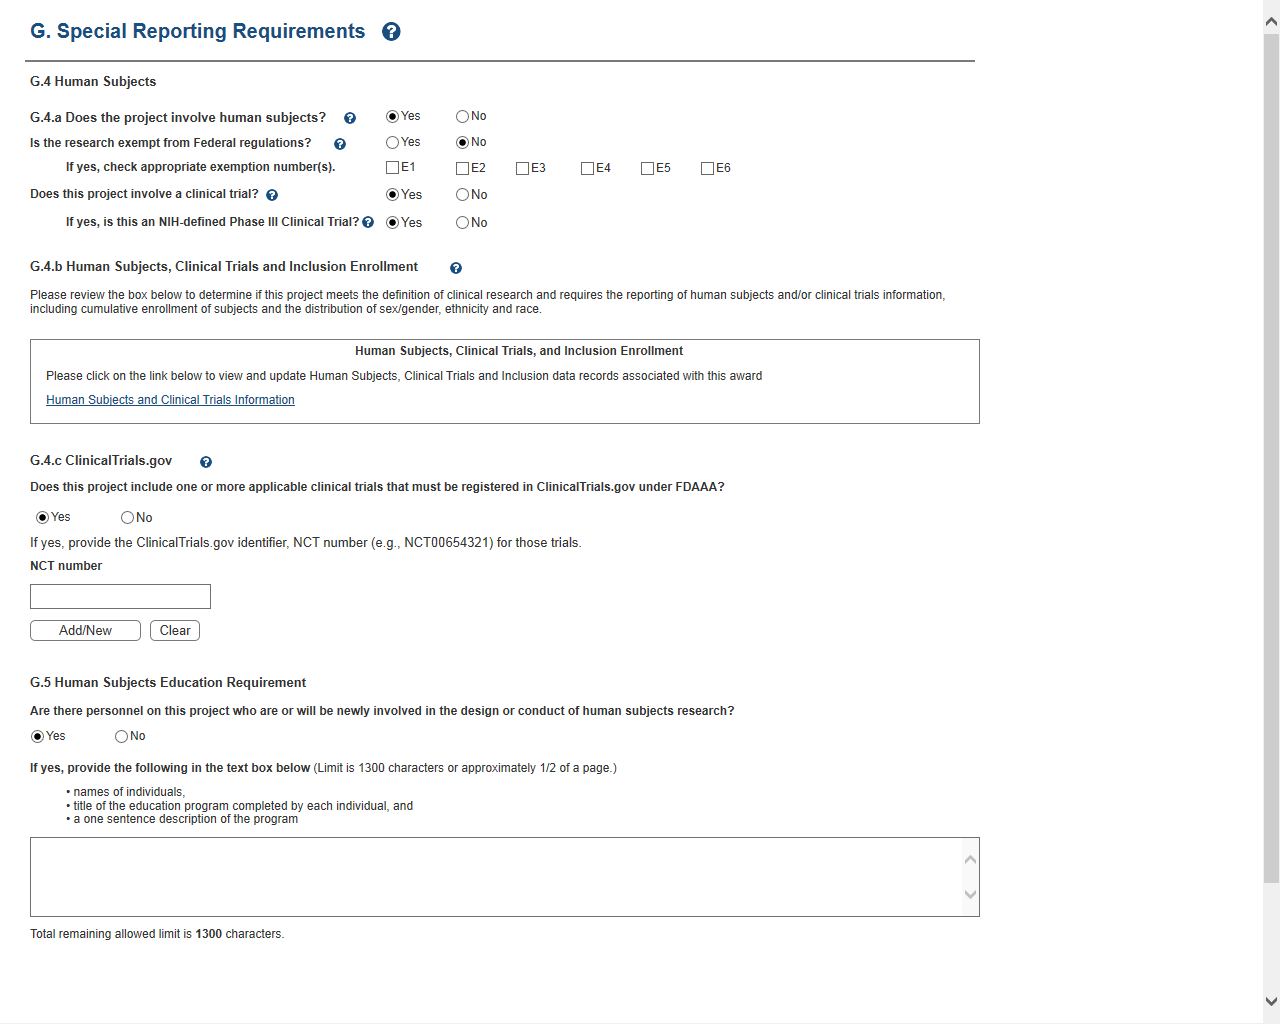 G. Special Reporting Requirements ?
G.4 Human Subjects
G.4.a Does the project involve human subjects? ? Yes No
Is the research exempt from Federal regulations? ? Yes No
If yes, check appropriate exemption number(s). E1 E2 E3 E4 E5 E6
Does this project involve a clinical trial? ? Yes No
If yes, is this an NIH-defined Phase III Clinical Trial? ? Yes No
G.4.b Human Subjects, Clinical Trials and Inclusion Enrollment ?
Please review the box below to determine if this project meets the definition of clinical research and requires the reporting of human subjects and/or clinical trials information,
including cumulative enrollment of subjects and the distribution of sex/gender, ethnicity and race.
Human Subjects, Clinical Trials, and Inclusion Enrollment
Please click on the link below to view and update Human Subjects, Clinical Trials and Inclusion data records associated with this award
Human Subjects and Clinical Trials Information
G.4.c ClinicalTrials.gov ?
Does this project include one or more applicable clinical trials that must be registered in ClinicalTrials.gov under FDAAA?
Yes No
If yes, provide the ClinicalTrials.gov identifier, NCT number (e.g., NCT00654321) for those trials.
NCT number
Add/New Clear
G.5 Human Subjects Education Requirement
Are there personnel on this project who are or will be newly involved in the design or conduct of human subjects research?
Yes No
If yes, provide the following in the text box below (Limit is 1300 characters or approximately 1/2 of a page.)
• names of individuals,
• title of the education program completed by each individual, and
• a one sentence description of the program
Total remaining allowed limit is 1300 characters.